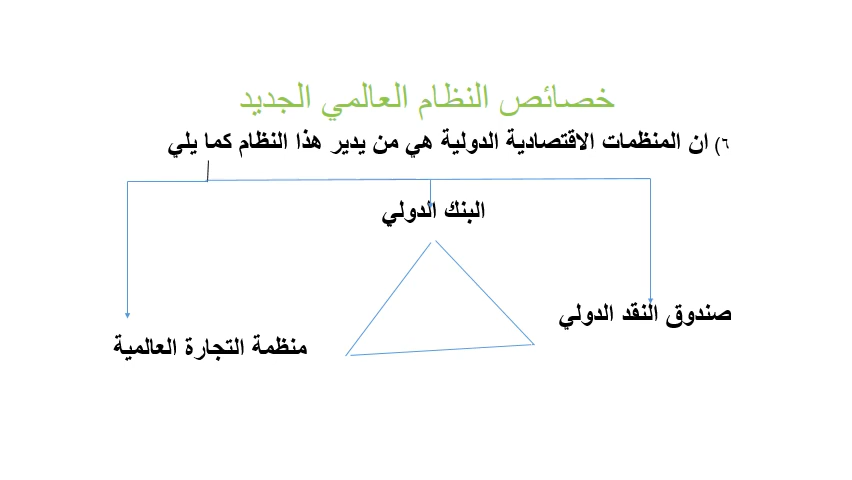 خصائص النظام العالمي الجديد
٦) ان المنظمات الاقتصادية الدولية هي من يدير هذا النظام كما يلي
البنك الدولي
صندوق النقد الدولي
منظمة التجارة العالمية